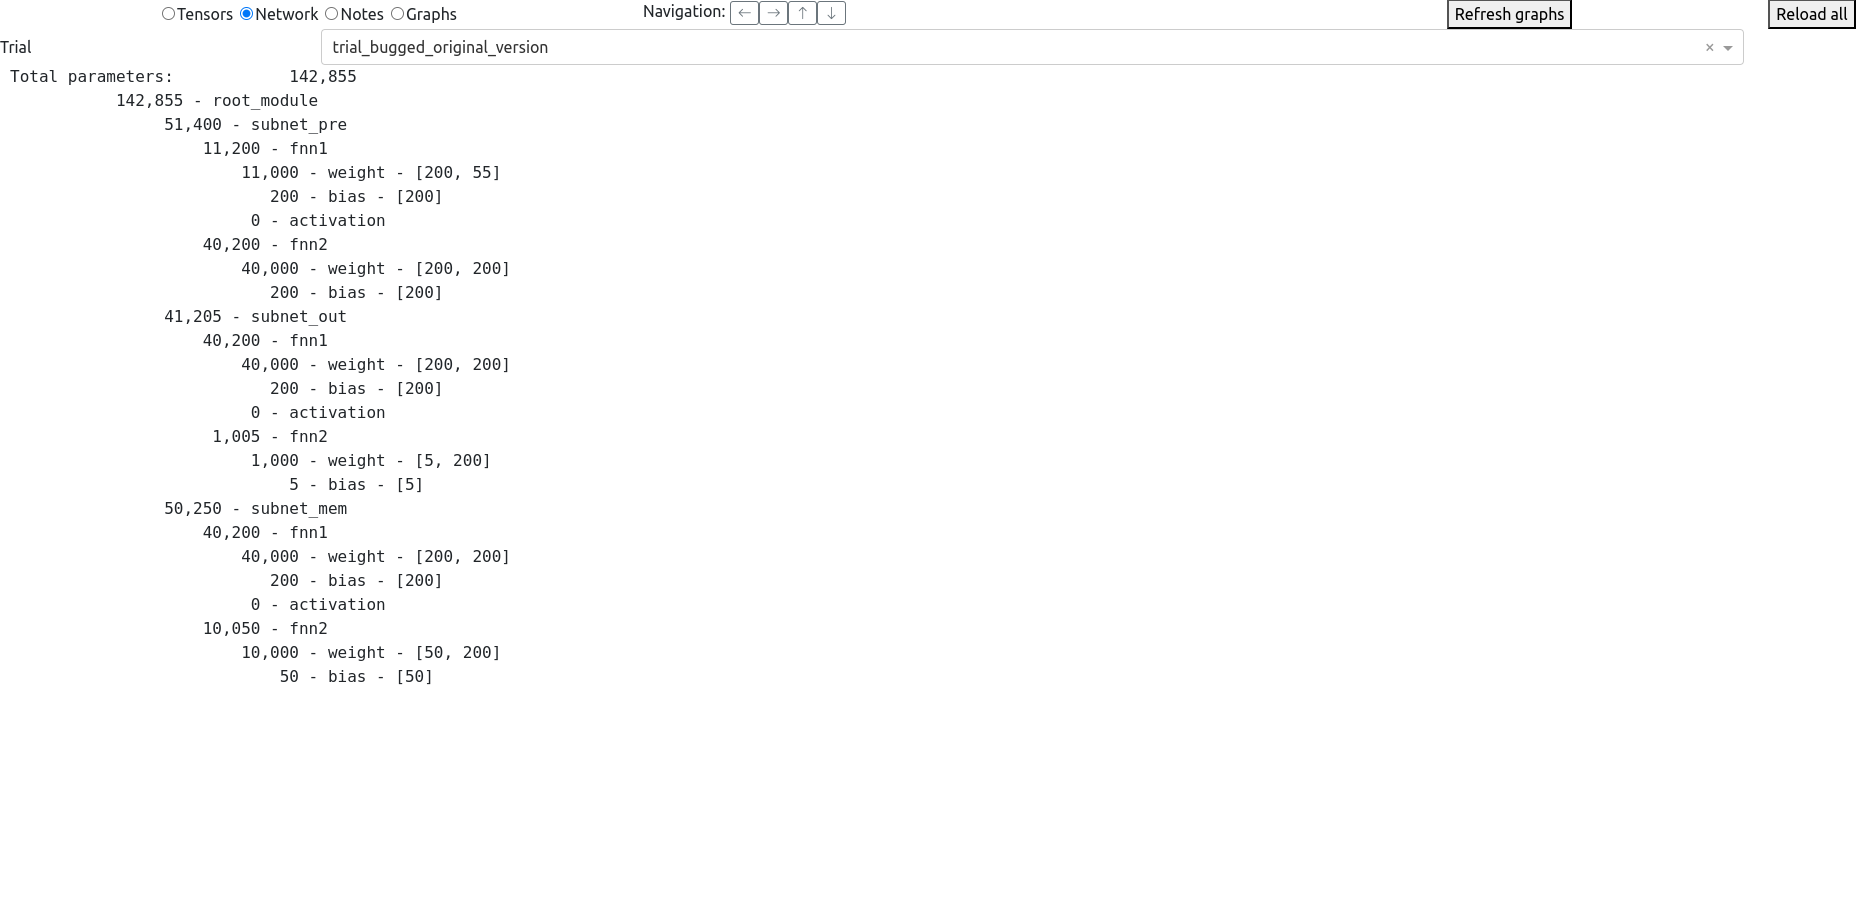 Tensors Network Notes Graphs Navigation: ← → ↑ ↓ Refresh graphs Reload all
Trial trial_bugged_original_version × 
Total parameters: 142,855
142,855 - root_module
51,400 - subnet_pre
11,200 - fnn1
11,000 - weight - [200, 55]
200 - bias - [200]
0 - activation
40,200 - fnn2
40,000 - weight - [200, 200]
200 - bias - [200]
41,205 - subnet_out
40,200 - fnn1
40,000 - weight - [200, 200]
200 - bias - [200]
0 - activation
1,005 - fnn2
1,000 - weight - [5, 200]
5 - bias - [5]
50,250 - subnet_mem
40,200 - fnn1
40,000 - weight - [200, 200]
200 - bias - [200]
0 - activation
10,050 - fnn2
10,000 - weight - [50, 200]
50 - bias - [50]